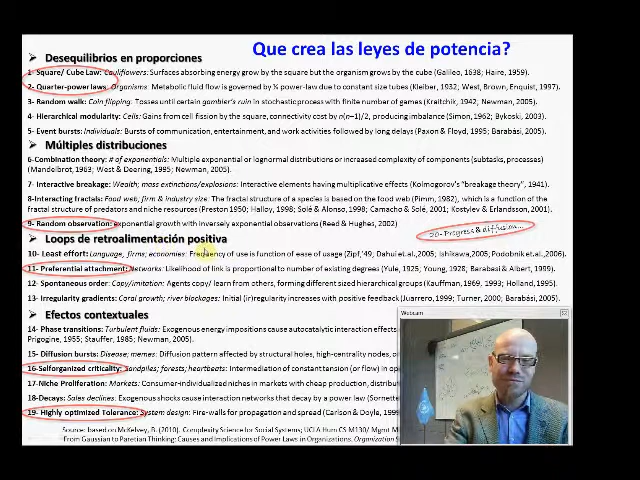 Que crea las leyes de potencia?
➢ Desequilibrios en proporciones
1- Square/ Cube Law: Cauliflowers: Surfaces absorbing energy grow by the square but the organism grows by the cube (Galileo, 1638; Haire, 1959).
2- Quarter-power laws: Organisms: Metabolic fluid flow is governed by ¾ power-law due to constant size tubes (Kleiber, 1932; West, Brown, Enquist, 1997).
3- Random walk: Coin flipping: Tosses until certain gambler's ruin in stochastic process with finite number of games (Kraitchik, 1942; Newman, 2005).
4- Hierarchical modularity: Cells: Gains from cell fission by the square, connectivity cost by n(n–1)/2, producing imbalance (Simon, 1962; Bykoski, 2003).
5- Event bursts: Individuals: Bursts of communication, entertainment, and work activities followed by long delays (Paxon & Floyd, 1995; Barabási, 2005).
➢ Múltiples distribuciones
6-Combination theory: # of exponentials: Multiple exponential or lognormal distributions or increased complexity of components (subtasks, processes)
(Mandelbrot, 1963; West & Deering, 1995; Newman, 2005).
7- Interactive breakage: Wealth; mass extinctions/explosions: Interactive elements having multiplicative effects (Kolmogorov's "breakage theory", 1941).
8-Interacting fractals: Food web, firm & industry size: The fractal structure of a species is based on the food web (Pimm, 1982), which is a function of the
fractal structure of predators and niche resources (Preston 1950; Halloy, 1998; Solé & Alonso, 1998; Camacho & Solé, 2001; Kostylev & Erlandsson, 2001).
9- Random observation: exponential growth with inversely exponential observations (Reed & Hughes, 2002)
20- Progress & diffusion...
➢ Loops de retroalimentación positiva
10- Least effort: Language, firms, economies: Frequency of use is function of ease of usage (Zipf,'49, Dahui et al.,2005; Ishikawa,2005; Podobnik et al.,2006).
11- Preferential attachment: Networks: Likelihood of link is proportional to number of existing degrees (Yule, 1925; Young, 1928; Barabasi & Albert, 1999).
12- Spontaneous order: Copy/imitation: Agents copy/ learn from others, forming different sized hierarchical groups (Kauffman, 1969, 1993; Holland, 1995).
13- Irregularity gradients: Coral growth; river blockages: Initial (ir)regularity increases with positive feedback (Juarrero, 1999; Turner, 2000; Barabási, 2005).
➢ Efectos contextuales
14- Phase transitions: Turbulent fluids: Exogenous energy impositions cause autocatalytic interaction effects
Prigogine, 1955; Stauffer, 1985; Newman, 2005).
15- Diffusion bursts: Disease; memes: Diffusion pattern affected by structural holes, high-centrality nodes,
16-Selforganized criticality: Sandpiles; forests; heartbeats: Intermediation of constant tension (or flow) in
17-Niche Proliferation: Markets: Consumer-individualized niches in markets with cheap production,
18-Decays: Sales declines: Exogenous shocks cause interaction networks that decay by a power law
19- Highly optimized Tolerance: System design: Fire-walls for propagation and spread (Carlson & Doyle, 1999
Source: based on McKelvey, B. (2010). Complexity Science for Social Systems; UCLA Hum CS M130/ Mgmt
From Gaussian to Paretian Thinking: Causes and Implications of Power Laws in Organizations.
Webcam